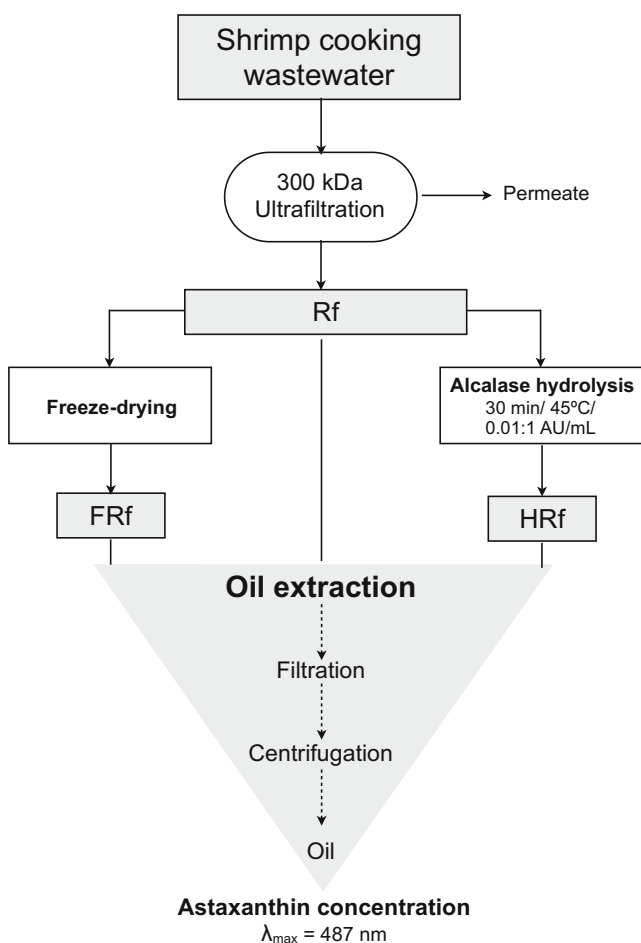 Shrimp cooking
wastewater
300 kDa
Ultrafiltration
Permeate
Rf
Freeze-drying
Alcalase hydrolysis
30 min/ 45ºC/
0.01:1 AU/mL
FRf
HRf
Oil extraction
Filtration
Centrifugation
Oil
Astaxanthin concentration
λmax = 487 nm